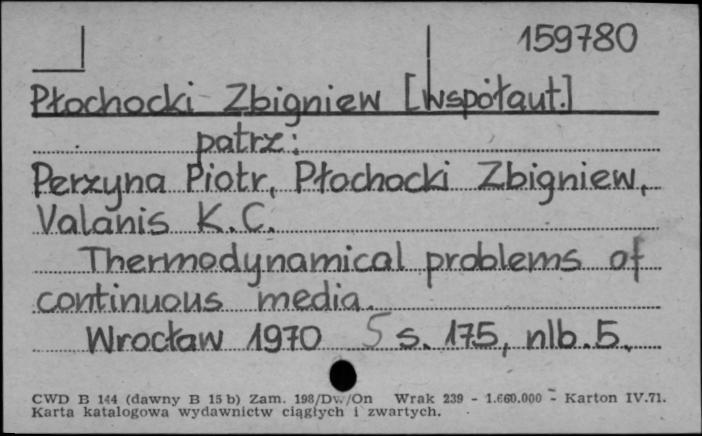 159780
Płochocki Zbigniew [współaut.]
patrz:
Perzyna Piotr, Płochocki Zbigniew,
Valanis K.C.
Thermodynamical problems of
continuous media.
Wrocław 1970 S s. 175, nlb. 5.
CWD B 144 (dawny B 15 b) Zam. 198/Dw/On Wrak 239 - 1.660.000 - Karton IV.71.
Karta katalogowa wydawnictw ciągłych i zwartych.